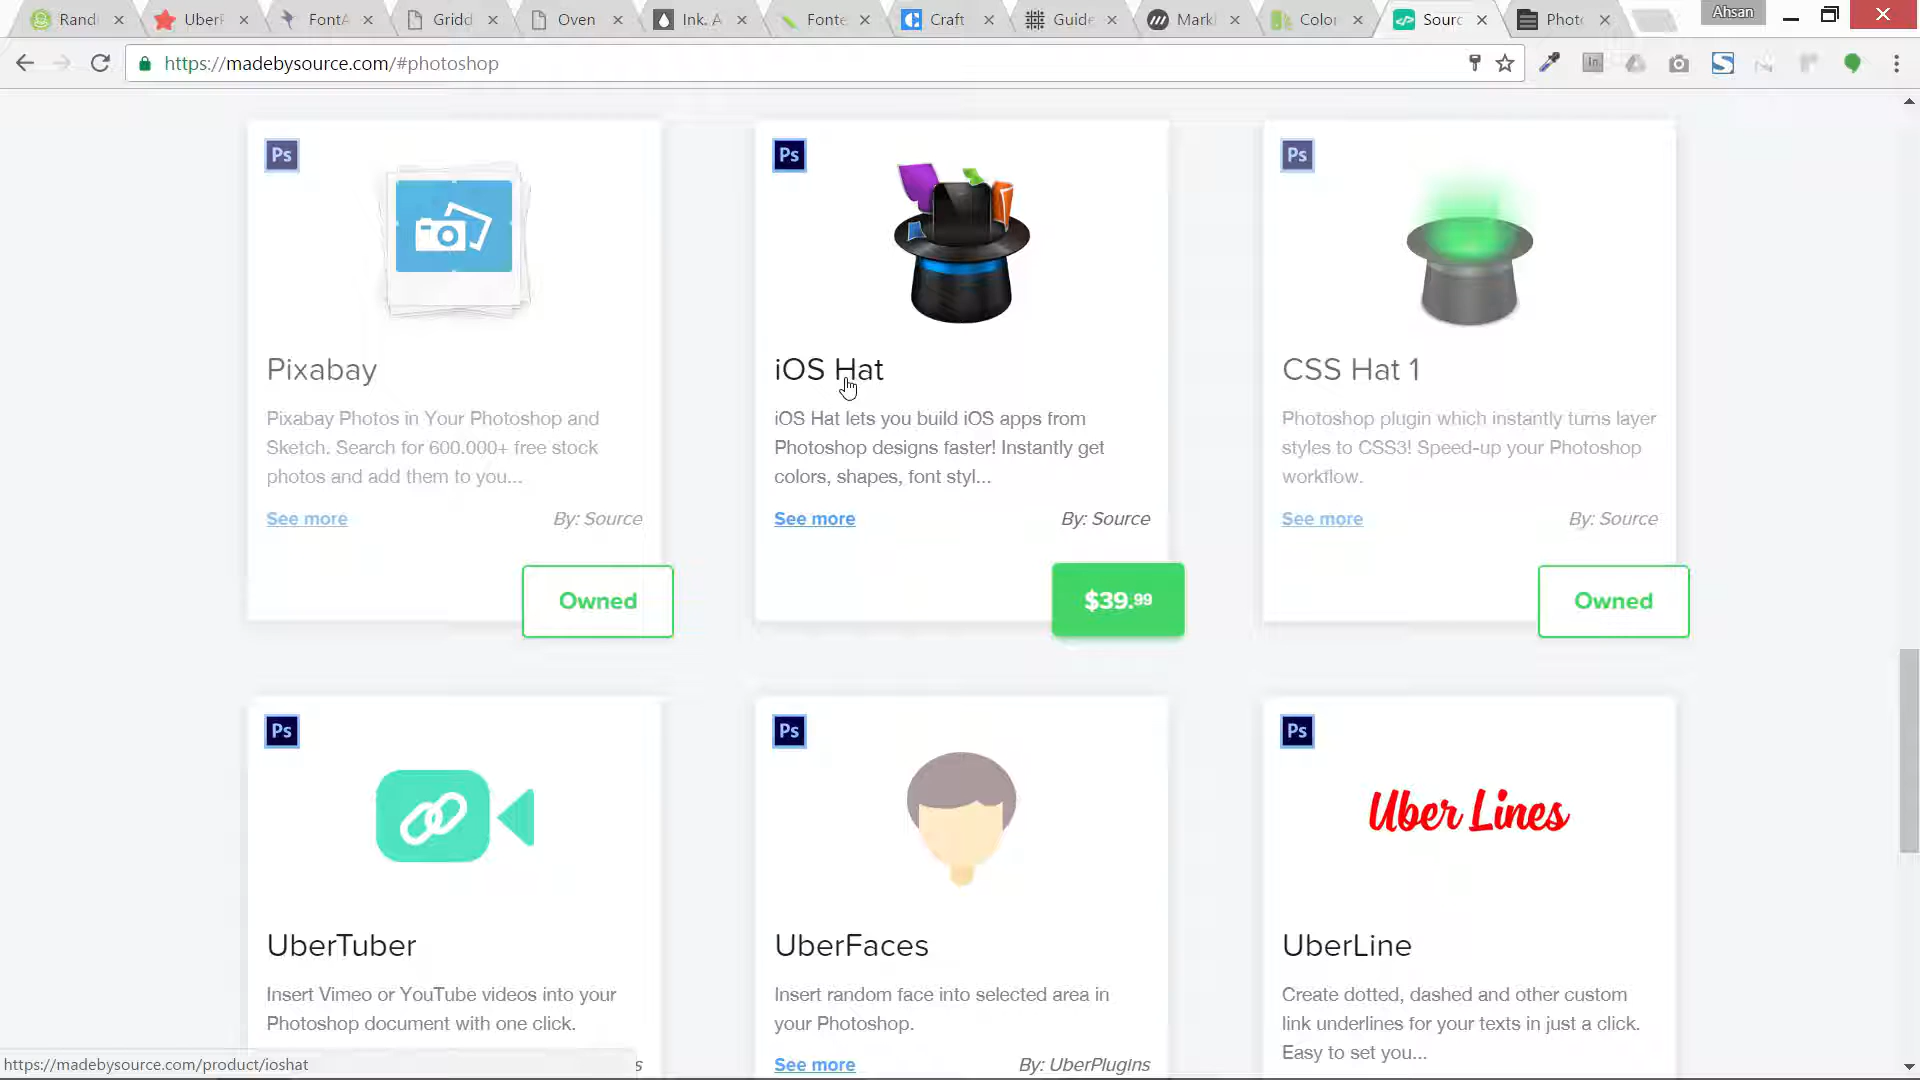 Rand
UberF
FontA
Gridd
Oven
Ink. A
Fonte
Craft
Guide
Markl
Color
Sourc
Photo
Ahsan
https://madebysource.com/#photoshop
Ps
Ps
Ps
Pixabay
iOS Hat
CSS Hat 1
Pixabay Photos in Your Photoshop and
Sketch. Search for 600.000+ free stock
photos and add them to you...
iOS Hat lets you build iOS apps from
Photoshop designs faster! Instantly get
colors, shapes, font styl...
Photoshop plugin which instantly turns layer
styles to CSS3! Speed-up your Photoshop
workflow.
See more
By: Source
See more
By: Source
See more
By: Source
Owned
$39.99
Owned
Ps
Ps
Ps
Uber Lines
UberTuber
UberFaces
UberLine
Insert Vimeo or YouTube videos into your
Photoshop document with one click.
Insert random face into selected area in
your Photoshop.
Create dotted, dashed and other custom
link underlines for your texts in just a click.
Easy to set you...
See more
By: UberPlugins
https://madebysource.com/product/ioshat